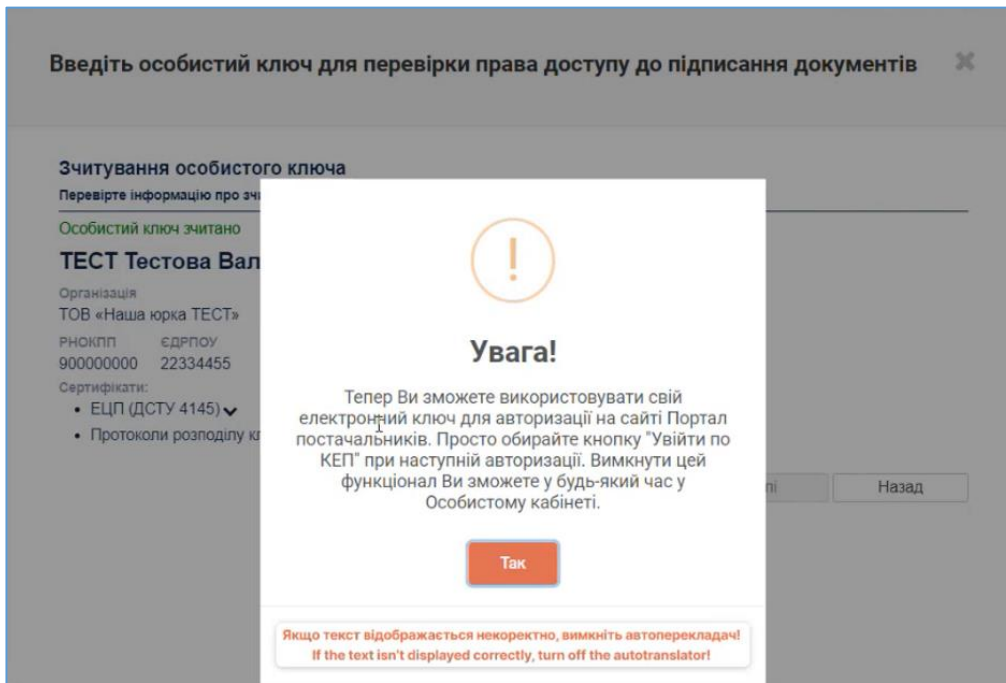 Введіть особистий ключ для перевірки права доступу до підписання документів
Зчитування особистого ключа
Перевірте інформацію про
Особистий ключ зчитано
ТЕСТ Тестова
Організація
ТОВ «Наша юрка ТЕСТ»
РНОКПП ЄДРПОУ
900000000 22334455
Сертифікати:
ЕЦП (ДСТУ 4145)
Протоколи розподілу
Назад
!
Увага!
Тепер Ви зможете використовувати свій
електронний ключ для авторизації на сайті Портал
постачальників. Просто обирайте кнопку "Увійти по
КЕП" при наступній авторизації. Вимкнути цей
функціонал Ви зможете у будь-який час у
Особистому кабінеті.
Так
Якщо текст відображається некоректно, вимкніть автоперекладач!
If the text isn't displayed correctly, turn off the autotranslator!